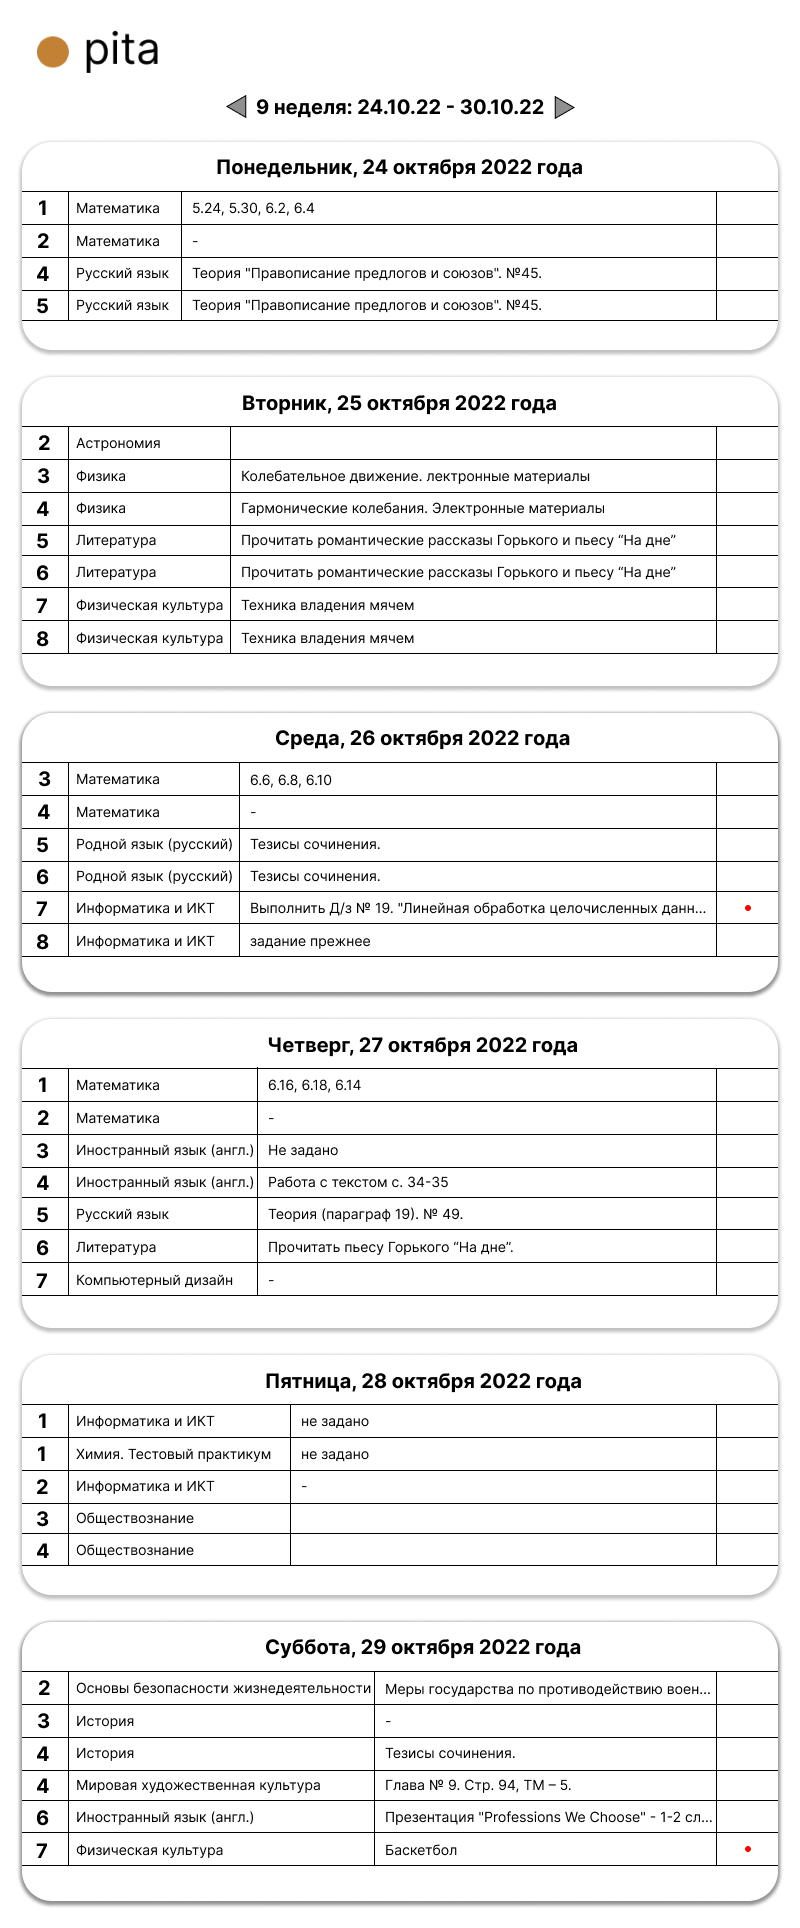 pita
9 неделя: 24.10.22 - 30.10.22
Понедельник, 24 октября 2022 года
1 Математика 5.24, 5.30, 6.2, 6.4
2 Математика -
4 Русский язык Теория "Правописание предлогов и союзов". №45.
5 Русский язык Теория "Правописание предлогов и союзов". №45.
Вторник, 25 октября 2022 года
2 Астрономия
3 Физика Колебательное движение. лектронные материалы
4 Физика Гармонические колебания. Электронные материалы
5 Литература Прочитать романтические рассказы Горького и пьесу “На дне”
6 Литература Прочитать романтические рассказы Горького и пьесу “На дне”
7 Физическая культура Техника владения мячем
8 Физическая культура Техника владения мячем
Среда, 26 октября 2022 года
3 Математика 6.6, 6.8, 6.10
4 Математика -
5 Родной язык (русский) Тезисы сочинения.
6 Родной язык (русский) Тезисы сочинения.
7 Информатика и ИКТ Выполнить Д/з № 19. "Линейная обработка целочисленных данн...
8 Информатика и ИКТ задание прежнее
Четверг, 27 октября 2022 года
1 Математика 6.16, 6.18, 6.14
2 Математика -
3 Иностранный язык (англ.) Не задано
4 Иностранный язык (англ.) Работа с текстом с. 34-35
5 Русский язык Теория (параграф 19). № 49.
6 Литература Прочитать пьесу Горького “На дне”.
7 Компьютерный дизайн -
Пятница, 28 октября 2022 года
1 Информатика и ИКТ не задано
1 Химия. Тестовый практикум не задано
2 Информатика и ИКТ -
3 Обществознание
4 Обществознание
Суббота, 29 октября 2022 года
2 Основы безопасности жизнедеятельности Меры государства по противодействию воен...
3 История -
4 История Тезисы сочинения.
4 Мировая художественная культура Глава № 9. Стр. 94, ТМ – 5.
6 Иностранный язык (англ.) Презентация "Professions We Choose" - 1-2 сл...
7 Физическая культура Баскетбол